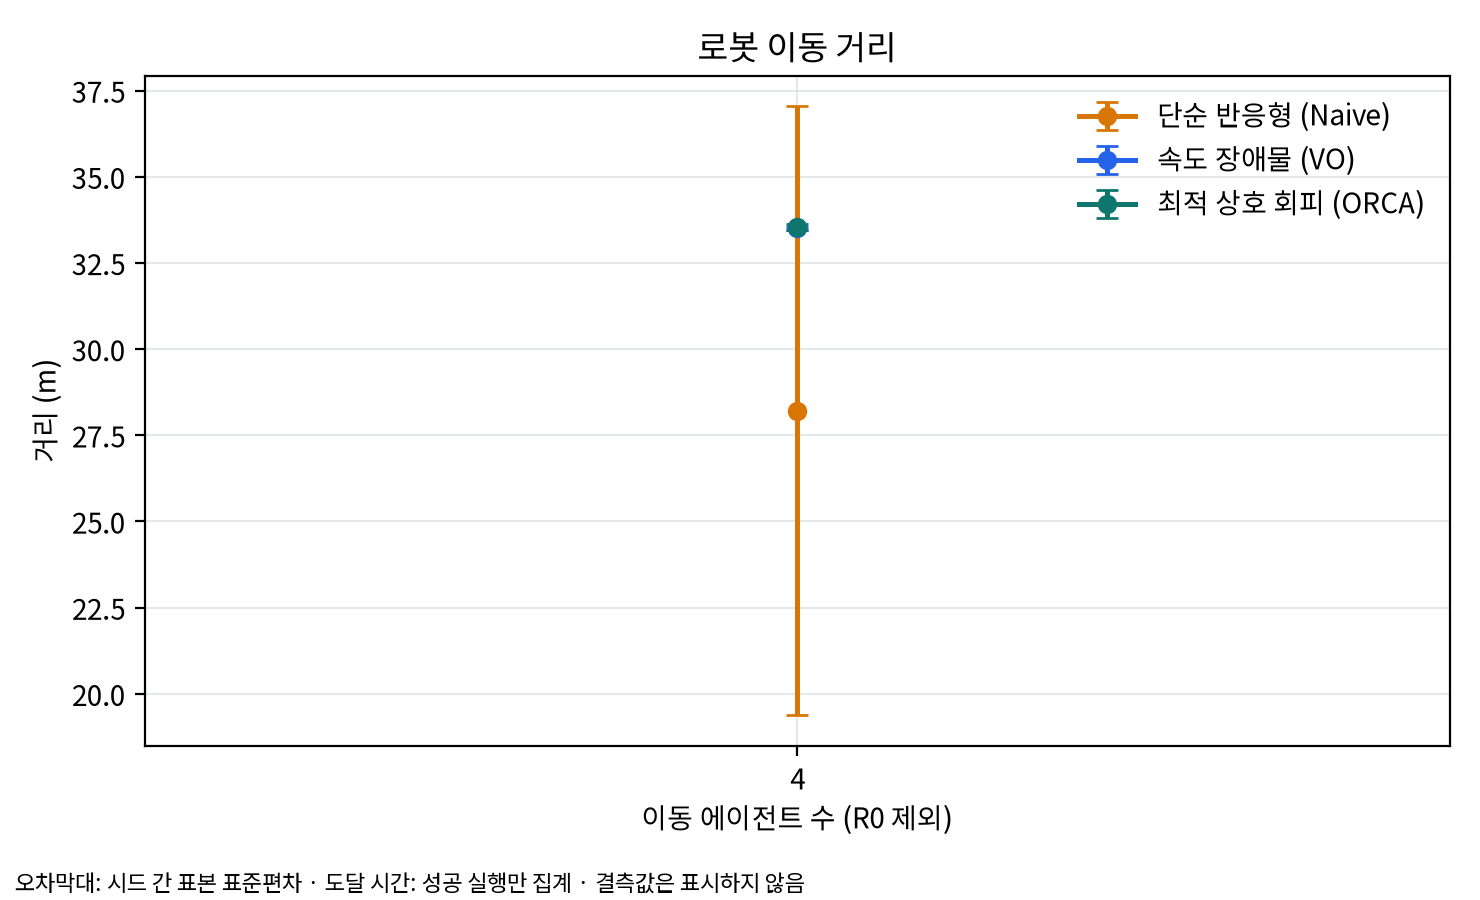 로봇 이동 거리
37.5
35.0
32.5
30.0
27.5
25.0
22.5
20.0
거리 (m)
단순 반응형 (Naive)
속도 장애물 (VO)
최적 상호 회피 (ORCA)
4
이동 에이전트 수 (R0 제외)
오차막대: 시드 간 표본 표준편차 · 도달 시간: 성공 실행만 집계 · 결측값은 표시하지 않음